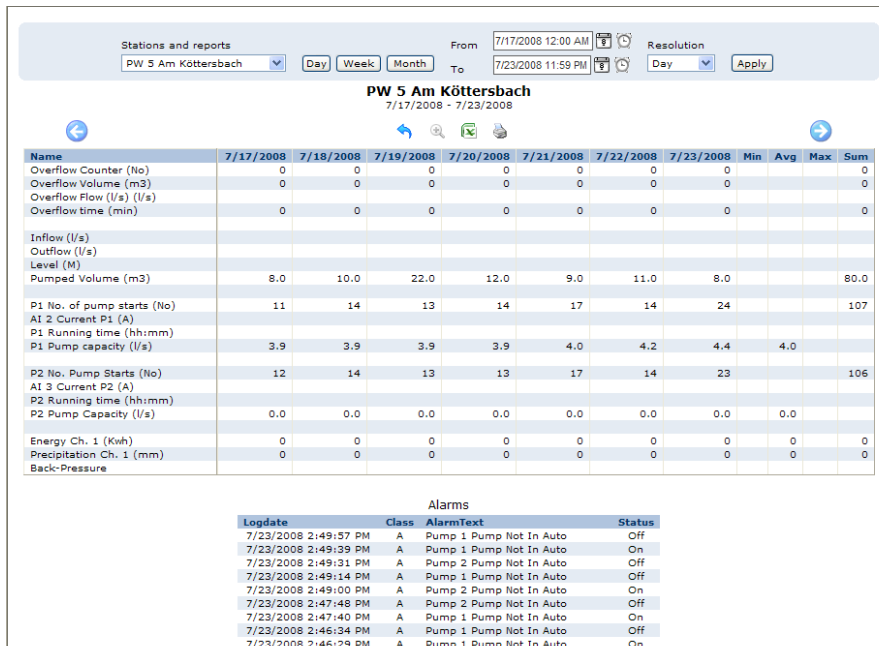 Stations and reports
PW 5 Am Köttersbach
Day Week Month
From 7/17/2008 12:00 AM
To 7/23/2008 11:59 PM
Resolution
Day
Apply
PW 5 Am Köttersbach
7/17/2008 - 7/23/2008
Name 7/17/2008 7/18/2008 7/19/2008 7/20/2008 7/21/2008 7/22/2008 7/23/2008 Min Avg Max Sum
Overflow Counter (No) 0 0 0 0 0 0 0 0
Overflow Volume (m3) 0 0 0 0 0 0 0 0
Overflow Flow (l/s) (l/s)
Overflow time (min) 0 0 0 0 0 0 0 0
Inflow (l/s)
Outflow (l/s)
Level (M)
Pumped Volume (m3) 8.0 10.0 22.0 12.0 9.0 11.0 8.0 80.0
P1 No. of pump starts (No) 11 14 13 14 17 14 24 107
AI 2 Current P1 (A)
P1 Running time (hh:mm)
P1 Pump capacity (l/s) 3.9 3.9 3.9 3.9 4.0 4.2 4.4 4.0
P2 No. Pump Starts (No) 12 14 13 13 17 14 23 106
AI 3 Current P2 (A)
P2 Running time (hh:mm)
P2 Pump Capacity (l/s) 0.0 0.0 0.0 0.0 0.0 0.0 0.0 0.0
Energy Ch. 1 (Kwh) 0 0 0 0 0 0 0 0 0
Precipitation Ch. 1 (mm) 0 0 0 0 0 0 0 0 0
Back-Pressure
Alarms
Logdate Class AlarmText Status
7/23/2008 2:49:57 PM A Pump 1 Pump Not In Auto Off
7/23/2008 2:49:39 PM A Pump 1 Pump Not In Auto On
7/23/2008 2:49:31 PM A Pump 2 Pump Not In Auto Off
7/23/2008 2:49:14 PM A Pump 1 Pump Not In Auto Off
7/23/2008 2:49:00 PM A Pump 2 Pump Not In Auto On
7/23/2008 2:47:48 PM A Pump 2 Pump Not In Auto Off
7/23/2008 2:47:40 PM A Pump 1 Pump Not In Auto On
7/23/2008 2:46:34 PM A Pump 1 Pump Not In Auto Off
7/23/2008 2:46:29 PM A Pump 1 Pump Not In Auto On